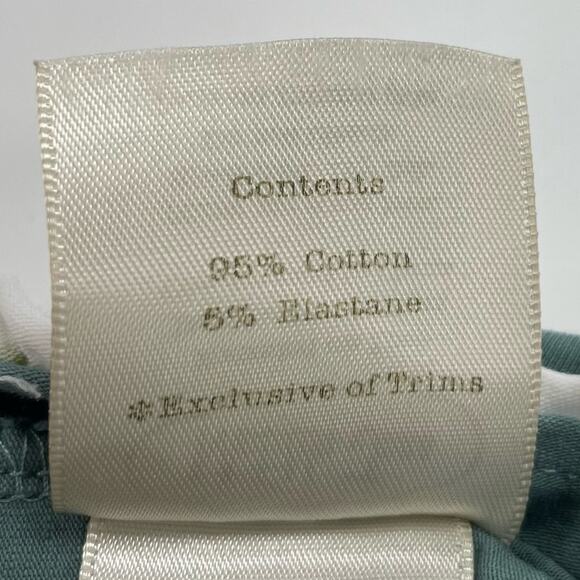 Contents
95% Cotton
5% Elastane
*Exclusive of Trims